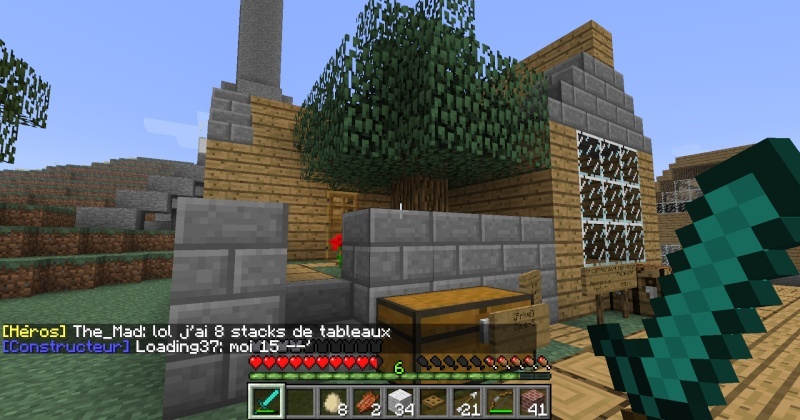 [Héros] The_Mad: lol ,j'ai 8 stacks de tableaux
[Constructeur] Loading37: moi 15 -_-'
6
8 2 34 21 41